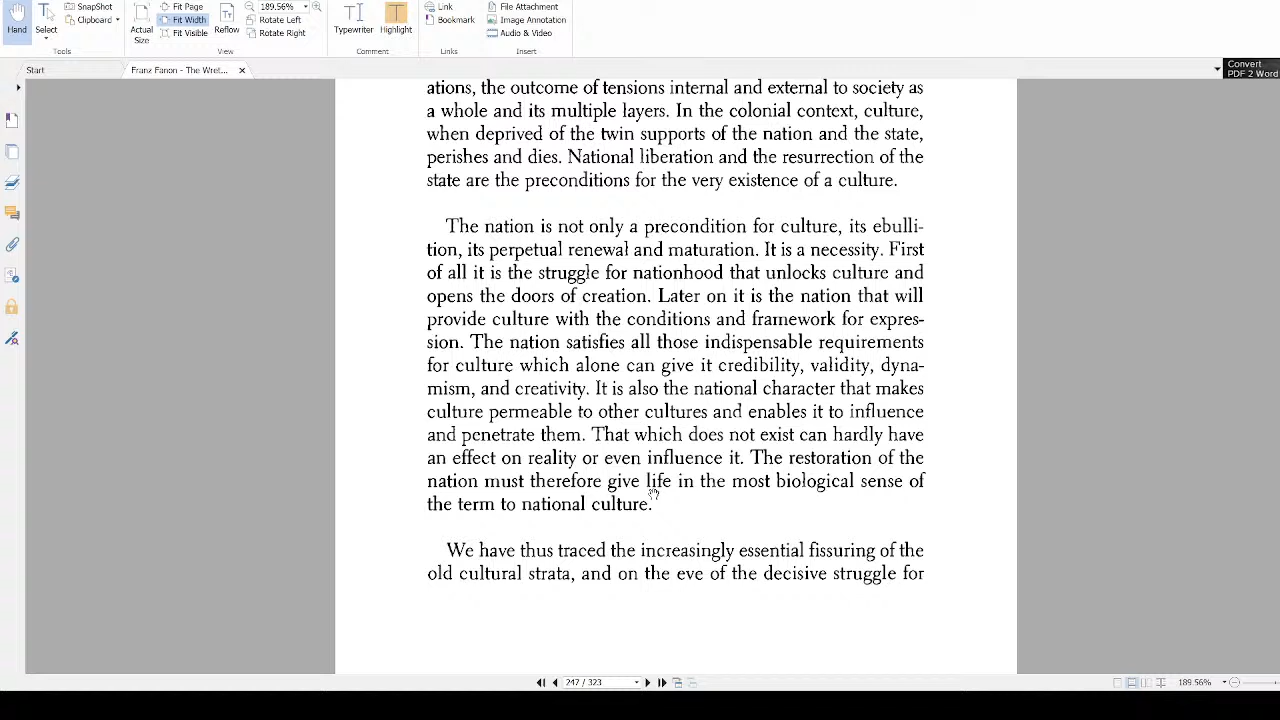 SnapShot
Clipboard
Hand
Select
Tools
Actual
Size
Fit Page
Fit Width
Fit Visible
Reflow
189.56%
Rotate Left
Rotate Right
View
Typewriter
Highlight
Comment
Link
Bookmark
Links
File Attachment
Image Annotation
Audio & Video
Insert
Start
Franz Fanon - The Wret...
Convert
PDF 2 Word
ations, the outcome of tensions internal and external to society as
a whole and its multiple layers. In the colonial context, culture,
when deprived of the twin supports of the nation and the state,
perishes and dies. National liberation and the resurrection of the
state are the preconditions for the very existence of a culture.
The nation is not only a precondition for culture, its ebulli-
tion, its perpetual renewal and maturation. It is a necessity. First
of all it is the struggle for nationhood that unlocks culture and
opens the doors of creation. Later on it is the nation that will
provide culture with the conditions and framework for expres-
sion. The nation satisfies all those indispensable requirements
for culture which alone can give it credibility, validity, dyna-
mism, and creativity. It is also the national character that makes
culture permeable to other cultures and enables it to influence
and penetrate them. That which does not exist can hardly have
an effect on reality or even influence it. The restoration of the
nation must therefore give life in the most biological sense of
the term to national culture.
We have thus traced the increasingly essential fissuring of the
old cultural strata, and on the eve of the decisive struggle for
247 / 323
189.56%